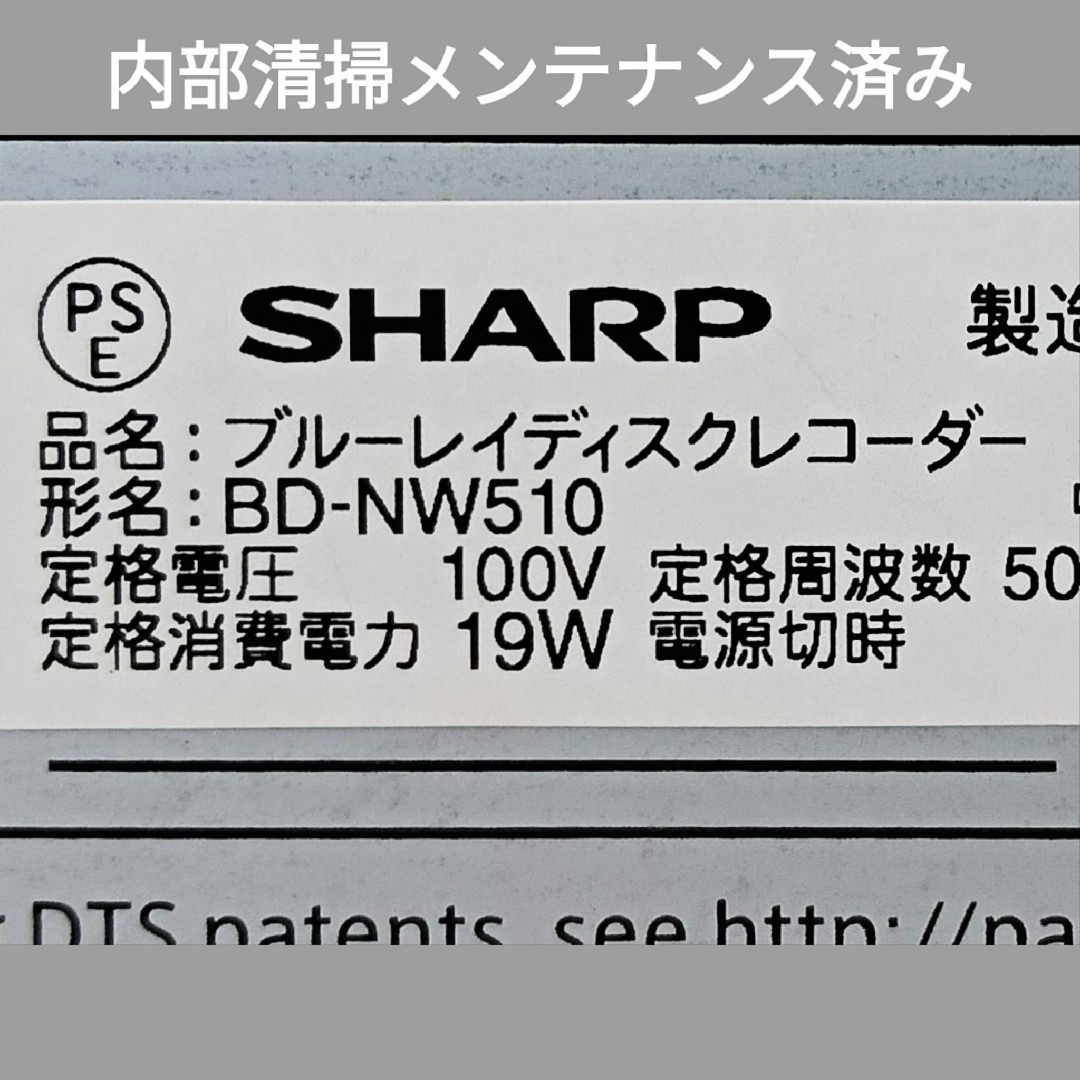 内部清掃メンテナンス済み
PS
E
SHARP 製造
品名：ブルーレイディスクレコーダー
形名：BD-NW510
定格電圧 100V 定格周波数 50
定格消費電力 19W 電源切時
DTS patents, see http://pa